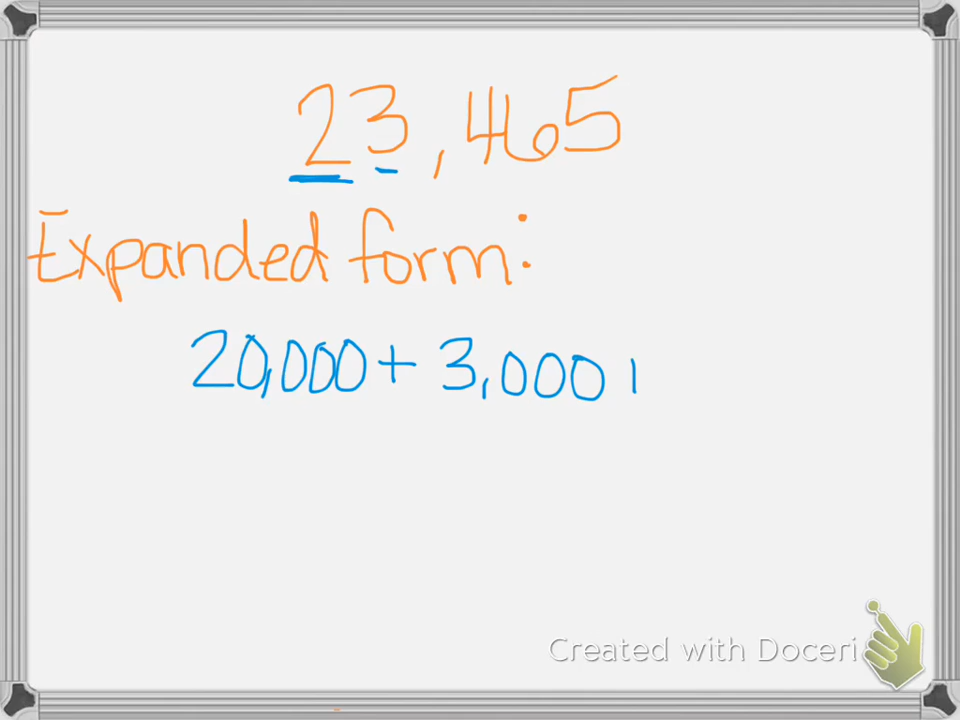 23,465
Expanded form:
20,000 + 3,000 |
Created with Doceri